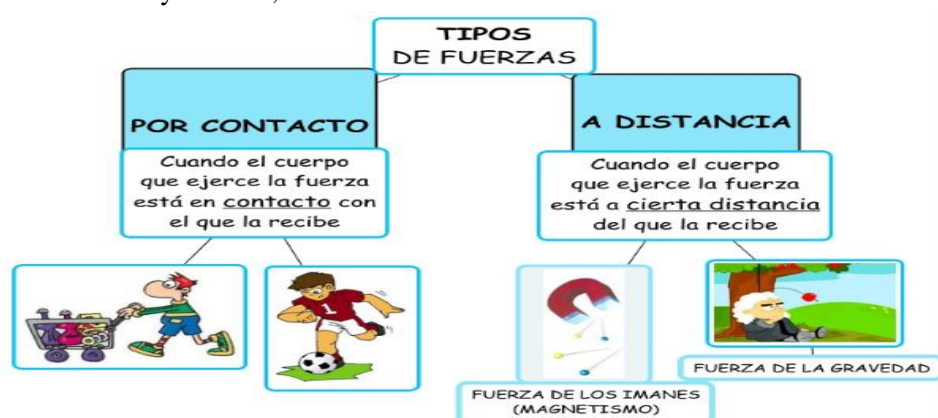 TIPOS
DE FUERZAS
POR CONTACTO
Cuando el cuerpo
que ejerce la fuerza
está en contacto con
el que la recibe
A DISTANCIA
Cuando el cuerpo
que ejerce la fuerza
está a cierta distancia
del que la recibe
FUERZA DE LOS IMANES
(MAGNETISMO)
FUERZA DE LA GRAVEDAD